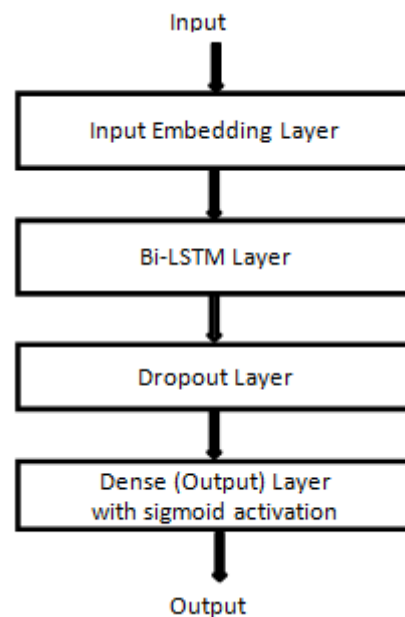 Input
Input Embedding Layer
Bi-LSTM Layer
Dropout Layer
Dense (Output) Layer
with sigmoid activation
Output